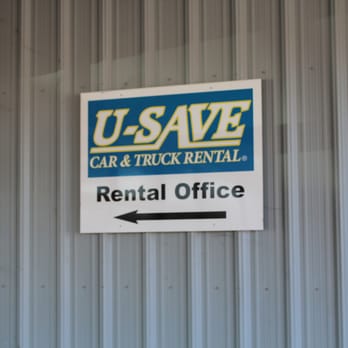 U-SAVE
CAR & TRUCK RENTAL®
Rental Office